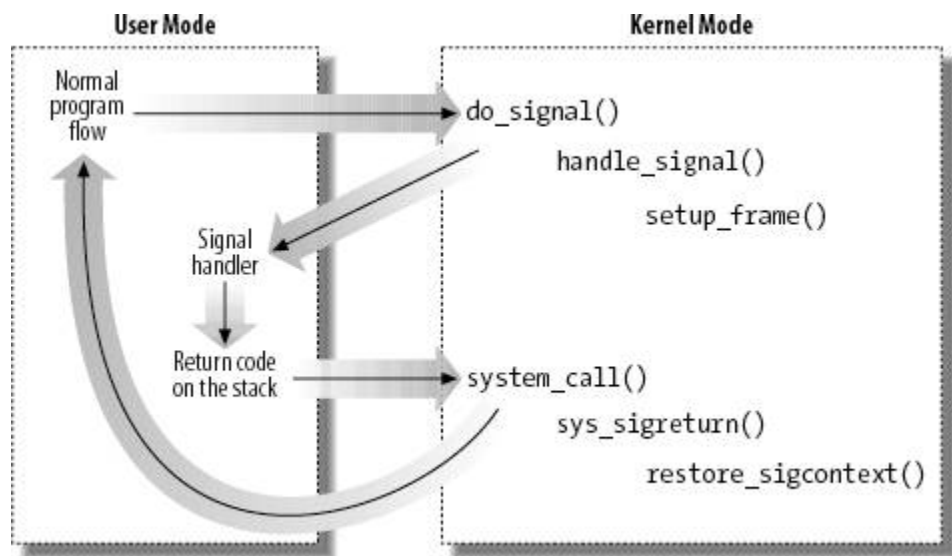 User Mode
Kernel Mode
Normal
program
flow
do_signal()
handle_signal()
setup_frame()
Signal
handler
Return code
on the stack
system_call()
sys_sigreturn()
restore_sigcontext()